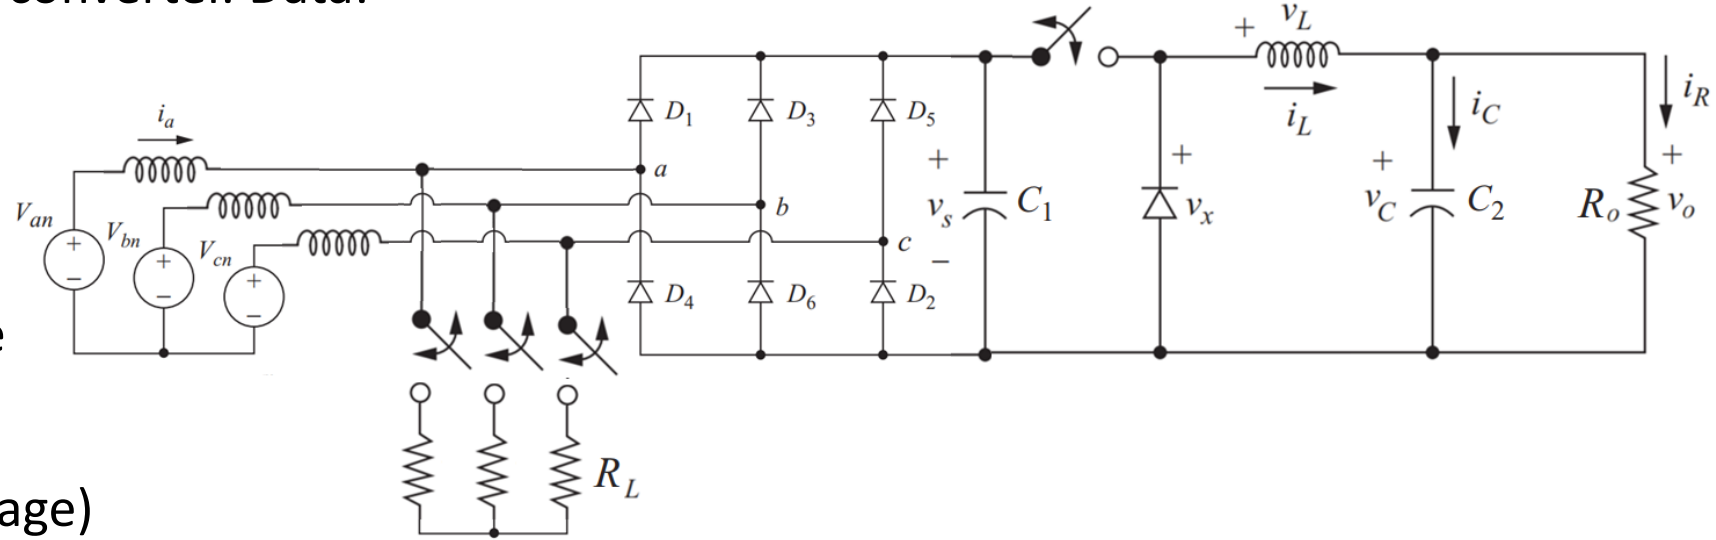 converter. Data:
age)
i_a
V_an
V_bn
V_cn
D_1
D_3
D_5
a
b
c
D_4
D_6
D_2
R_L
+
v_s
−
C_1
+
v_x
+ v_L
i_L
i_C
+
v_C
C_2
i_R
R_o
+
v_o